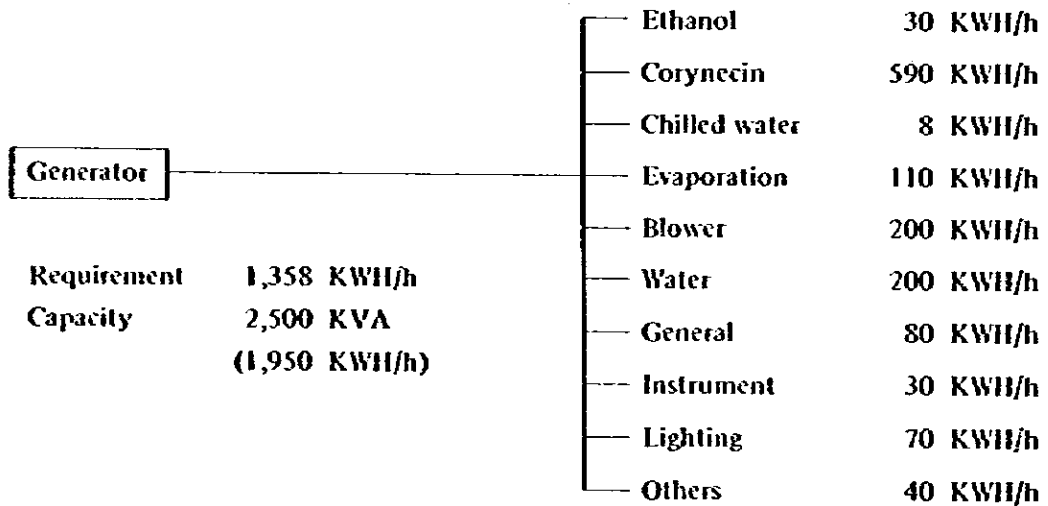 Ethanol 30 KWH/h
Corynecin 590 KWH/h
Chilled water 8 KWH/h
Generator
Evaporation 110 KWH/h
Blower 200 KWH/h
Requirement 1,358 KWH/h
Water 200 KWH/h
Capacity 2,500 KVA
General 80 KWH/h
(1,950 KWH/h)
Instrument 30 KWH/h
Lighting 70 KWH/h
Others 40 KWH/h